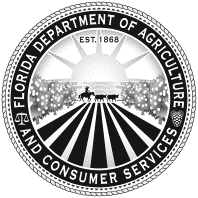 FLORIDA DEPARTMENT OF AGRICULTURE
EST. 1868
AND CONSUMER SERVICES